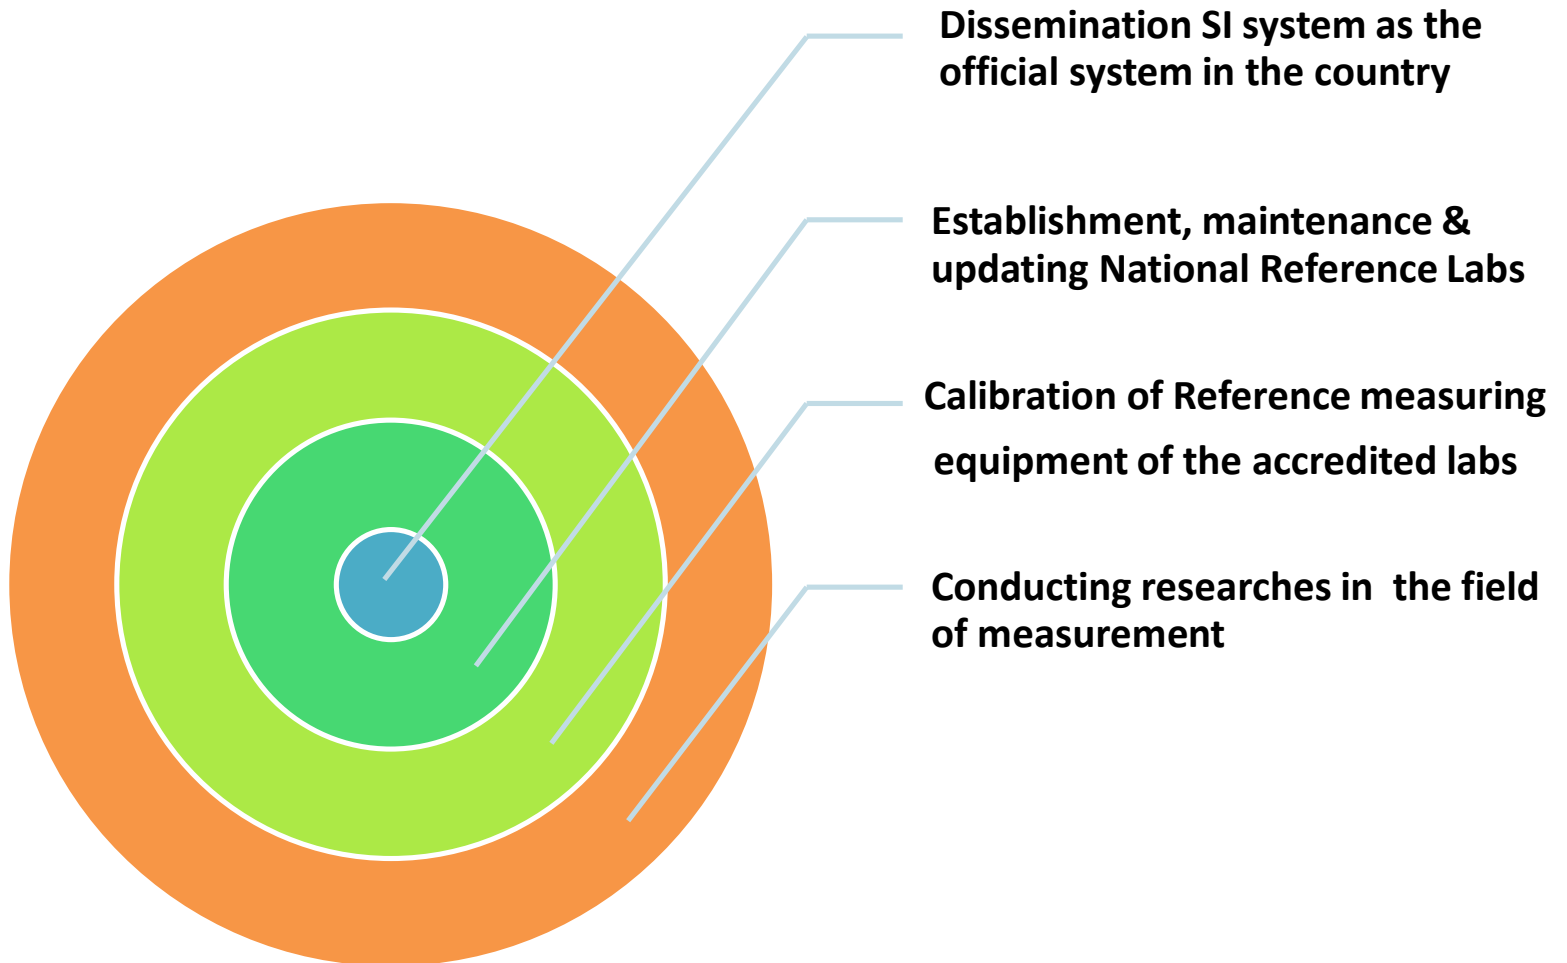 Dissemination SI system as the
official system in the country
Establishment, maintenance &
updating National Reference Labs
Calibration of Reference measuring
equipment of the accredited labs
Conducting researches in  the field
of measurement